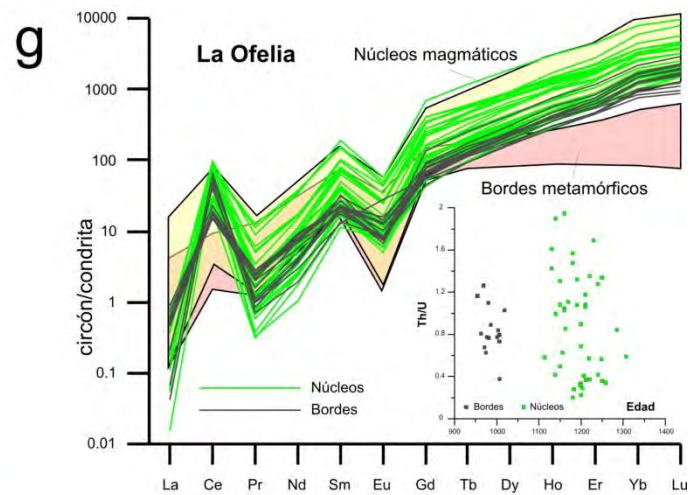 g
La Ofelia
Núcleos magmáticos
Bordes metamórficos
circón/condrita
10000
1000
100
10
1
0.1
0.01
Núcleos
Bordes
La Ce Pr Nd Sm Eu Gd Tb Dy Ho Er Yb Lu
Th/U
2
1.6
1.2
0.8
0.4
0
Bordes Núcleos Edad
900 1000 1100 1200 1300 1400